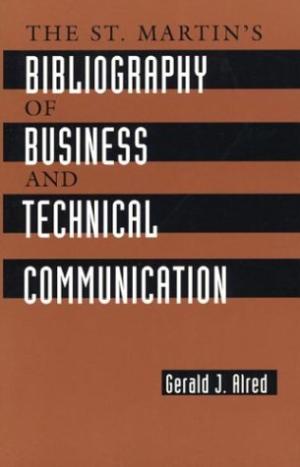 THE ST. MARTIN'S
BIBLIOGRAPHY
OF
BUSINESS
AND
TECHNICAL
COMMUNICATION
Gerald J. Alred